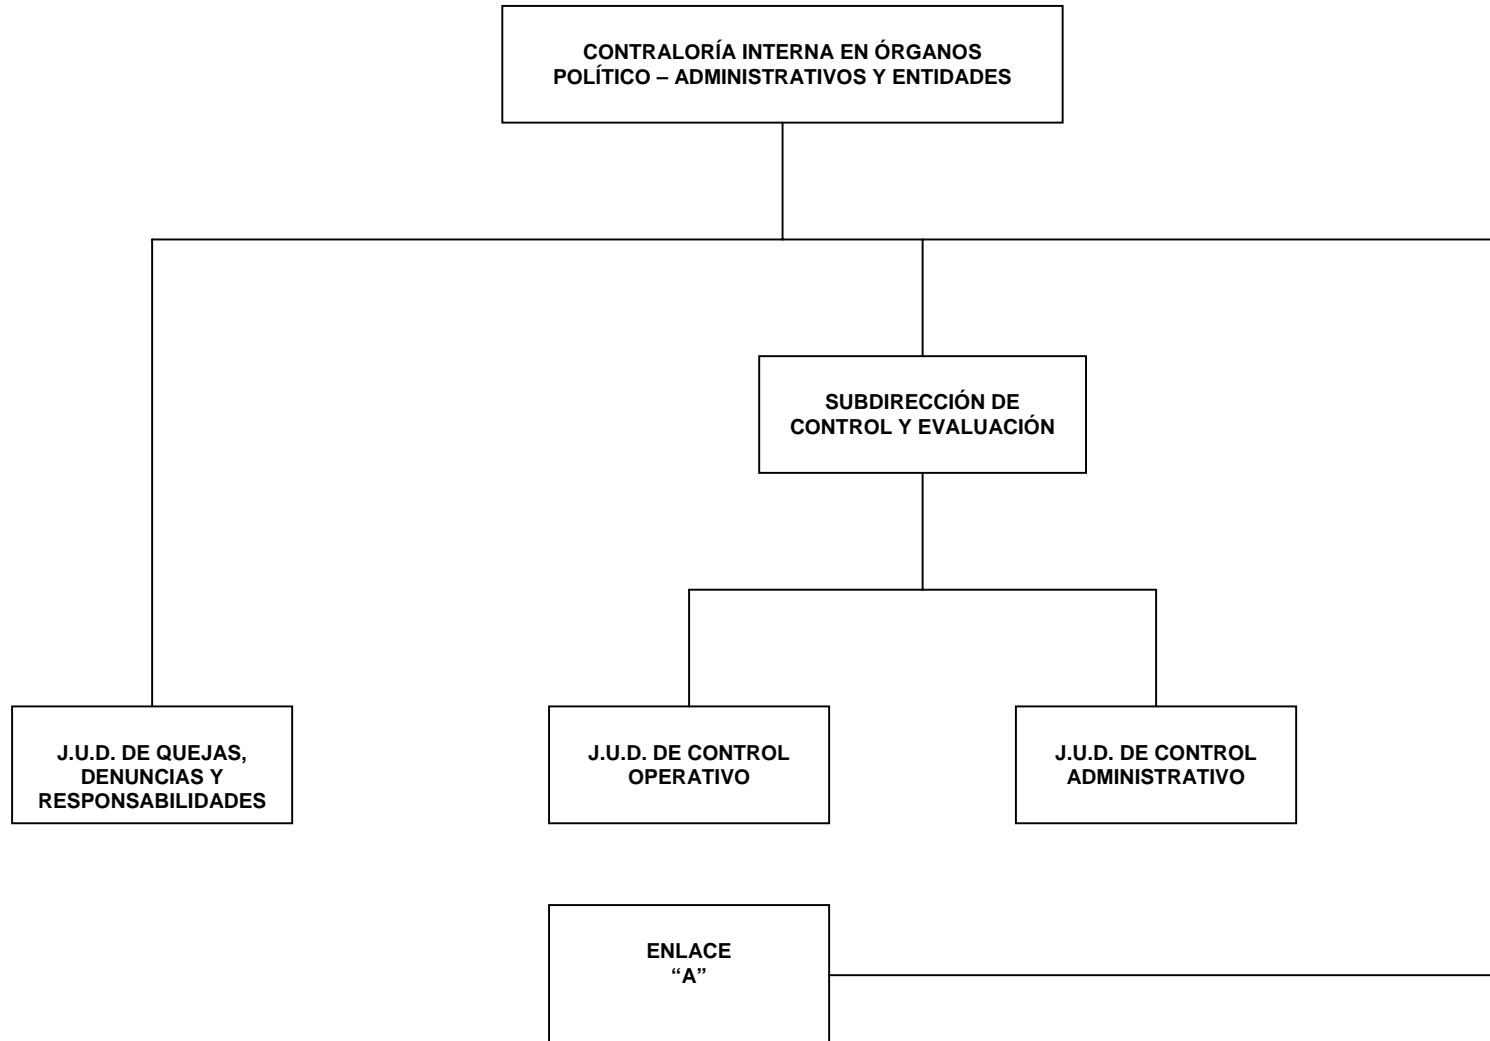 CONTRALORÍA INTERNA EN ÓRGANOS
POLÍTICO – ADMINISTRATIVOS Y ENTIDADES
SUBDIRECCIÓN DE
CONTROL Y EVALUACIÓN
J.U.D. DE QUEJAS,
DENUNCIAS Y
RESPONSABILIDADES
J.U.D. DE CONTROL
OPERATIVO
J.U.D. DE CONTROL
ADMINISTRATIVO
ENLACE
“A”